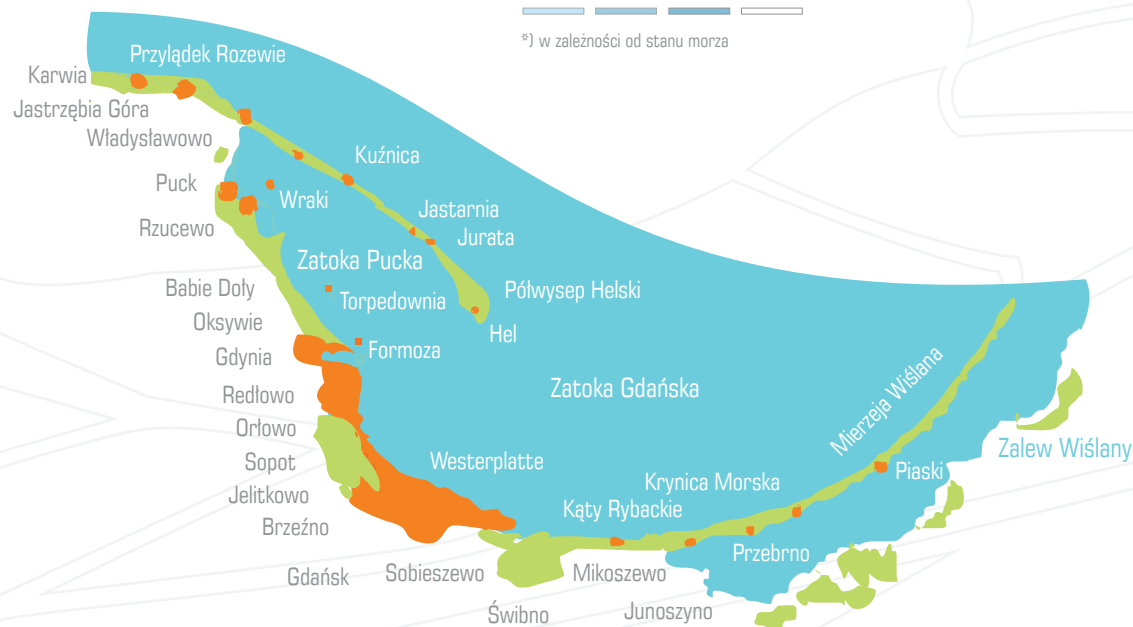 *) w zależności od stanu morza
Przylądek Rozewie
Karwia
Jastrzębia Góra
Władysławowo
Kuźnica
Puck
Wraki
Jastarnia
Rzucewo
Jurata
Zatoka Pucka
Babie Doły
Torpedownia
Półwysep Helski
Oksywie
Hel
Gdynia
Formoza
Redłowo
Zatoka Gdańska
Mierzeja Wiślana
Orłowo
Sopot
Westerplatte
Zalew Wiślany
Jelitkowo
Krynica Morska
Piaski
Brzeźno
Kąty Rybackie
Przebrno
Gdańsk
Sobieszewo
Mikoszewo
Świbno
Junoszyno